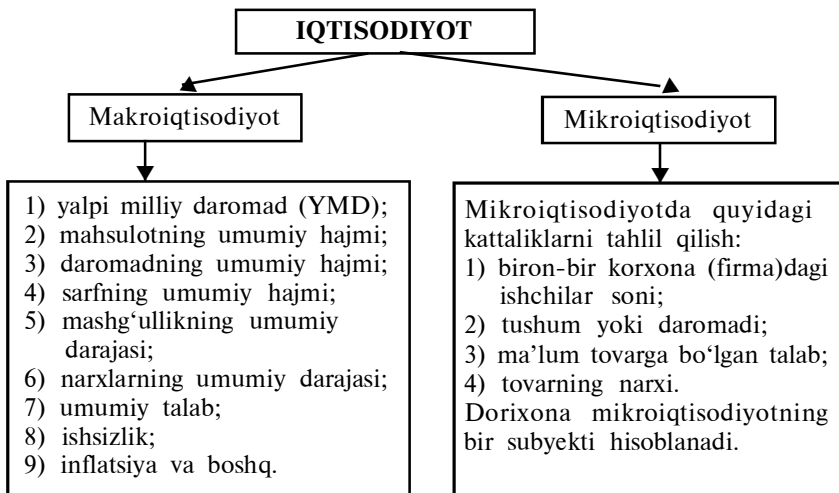 IQTISODIYOT
Makroiqtisodiyot
Mikroiqtisodiyot
1) yalpi milliy daromad (YMD);
2) mahsulotning umumiy hajmi;
3) daromadning umumiy hajmi;
4) sarfning umumiy hajmi;
5) mashg‘ullikning umumiy
darajasi;
6) narxlarning umumiy darajasi;
7) umumiy talab;
8) ishsizlik;
9) inflatsiya va boshq.
Mikroiqtisodiyotda quyidagi
kattaliklarni tahlil qilish:
1) biron-bir korxona (firma)dagi
ishchilar soni;
2) tushum yoki daromadi;
3) ma’lum tovarga bo‘lgan talab;
4) tovarning narxi.
Dorixona mikroiqtisodiyotning
bir subyekti hisoblanadi.